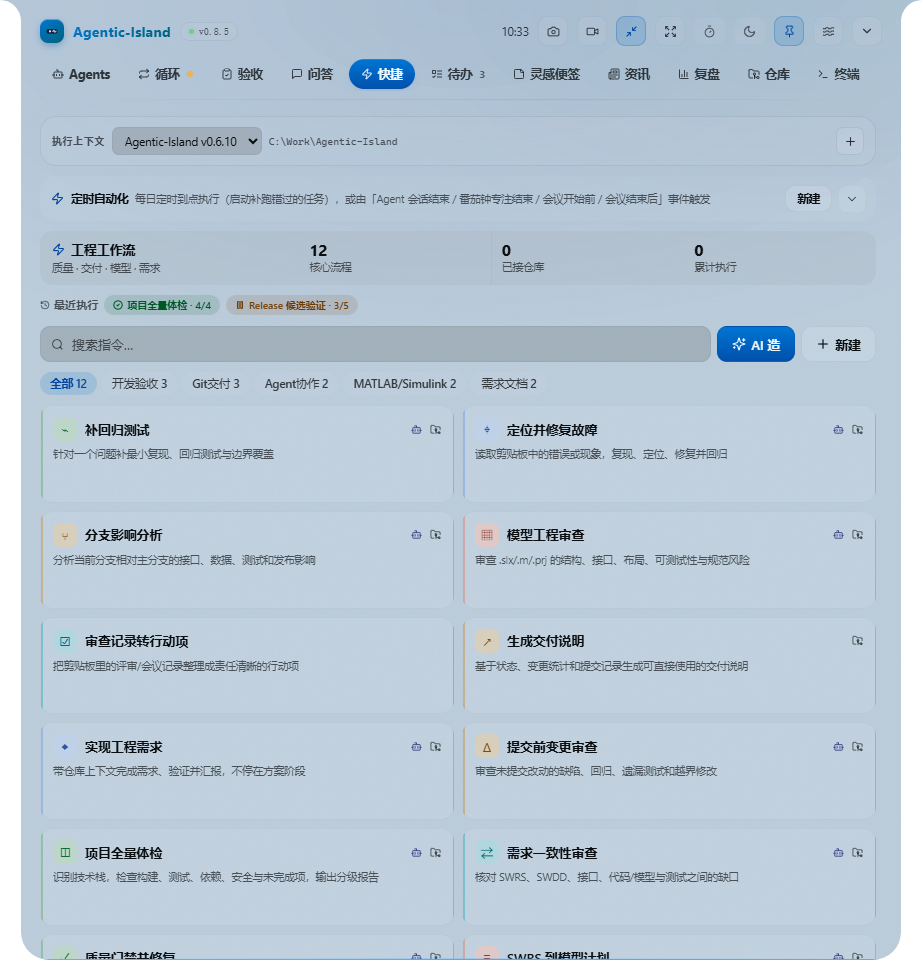 Agentic-Island v0.8.5 10:33
Agents 循环 验收 问答 快捷 待办 3 灵感便签 资讯 复盘 仓库 终端
执行上下文 Agentic-Island v0.6.10 C:\Work\Agentic-Island
定时自动化 每日定时到点执行（启动补跑错过的任务），或由「Agent 会话结束 / 番茄钟专注结束 / 会议开始前 / 会议结束后」事件触发 新建
工程工作流 12 0 0
质量 · 交付 · 模型 · 需求 核心流程 已接仓库 累计执行
最近执行 项目全量体检 · 4/4 Release 候选验证 · 3/5
搜索指令... AI 造 新建
全部 12 开发验收 3 Git交付 3 Agent协作 2 MATLAB/Simulink 2 需求文档 2
补回归测试
针对一个问题补最小复现、回归测试与边界覆盖
定位并修复故障
读取剪贴板中的错误或现象，复现、定位、修复并回归
分支影响分析
分析当前分支相对主分支的接口、数据、测试和发布影响
模型工程审查
审查 .slx/.m/.prj 的结构、接口、布局、可测试性与规范风险
审查记录转行动项
把剪贴板里的评审/会议记录整理成责任清晰的行动项
生成交付说明
基于状态、变更统计和提交记录生成可直接使用的交付说明
实现工程需求
带仓库上下文完成需求、验证并汇报，不停在方案阶段
提交前变更审查
审查未提交改动的缺陷、回归、遗漏测试和越界修改
项目全量体检
识别技术栈，检查构建、测试、依赖、安全与未完成项，输出分级报告
需求一致性审查
核对 SWRS、SWDD、接口、代码/模型与测试之间的缺口
质量门禁并修复
SWRS 到模型计划